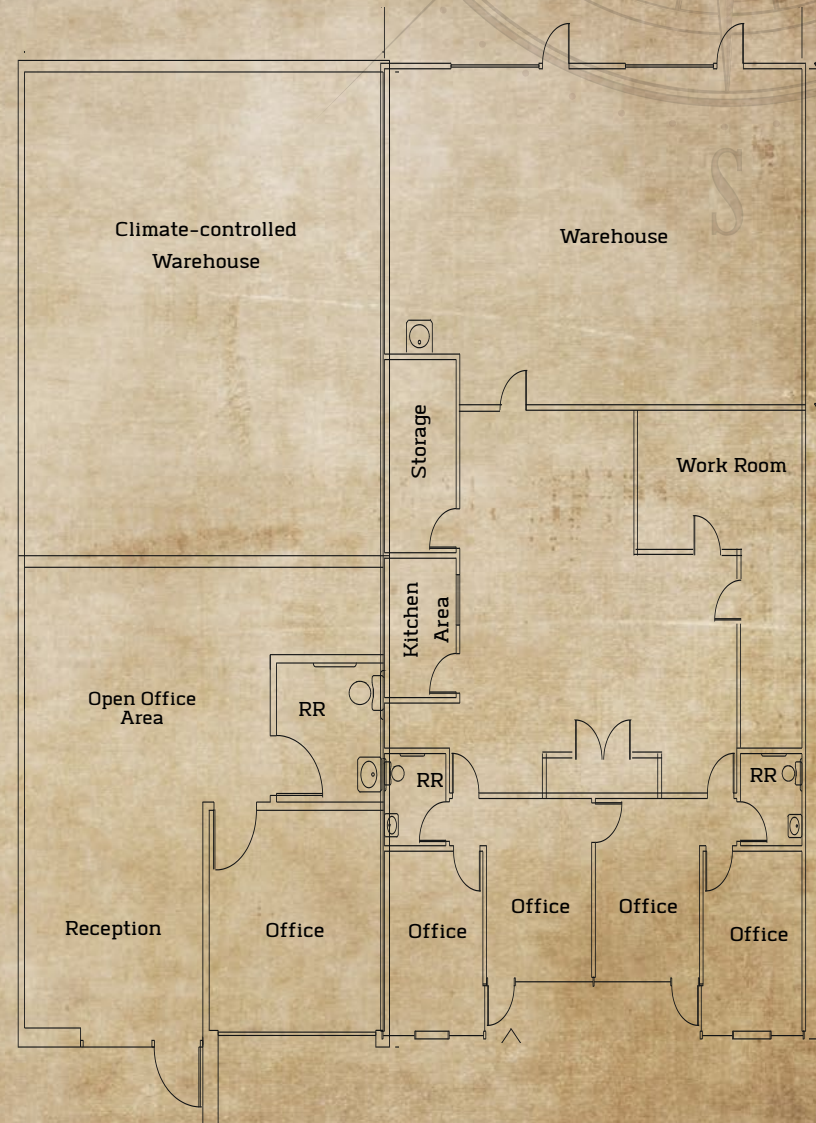 S
Climate-controlled
Warehouse
Warehouse
Storage
Work Room
Kitchen
Area
Open Office
Area
RR
RR
RR
Reception
Office
Office
Office
Office
Office